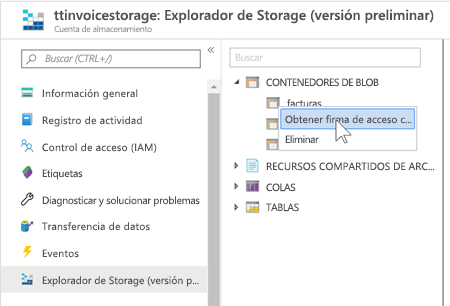 ttinvoicestorage: Explorador de Storage (versión preliminar)
Cuenta de almacenamiento
Buscar (CTRL+/)
«
Información general
Registro de actividad
Control de acceso (IAM)
Etiquetas
Diagnosticar y solucionar problemas
Transferencia de datos
Eventos
Explorador de Storage (versión p...
Buscar
CONTENEDORES DE BLOB
facturas
Obtener firma de acceso c...
Eliminar
RECURSOS COMPARTIDOS DE ARC...
COLAS
TABLAS